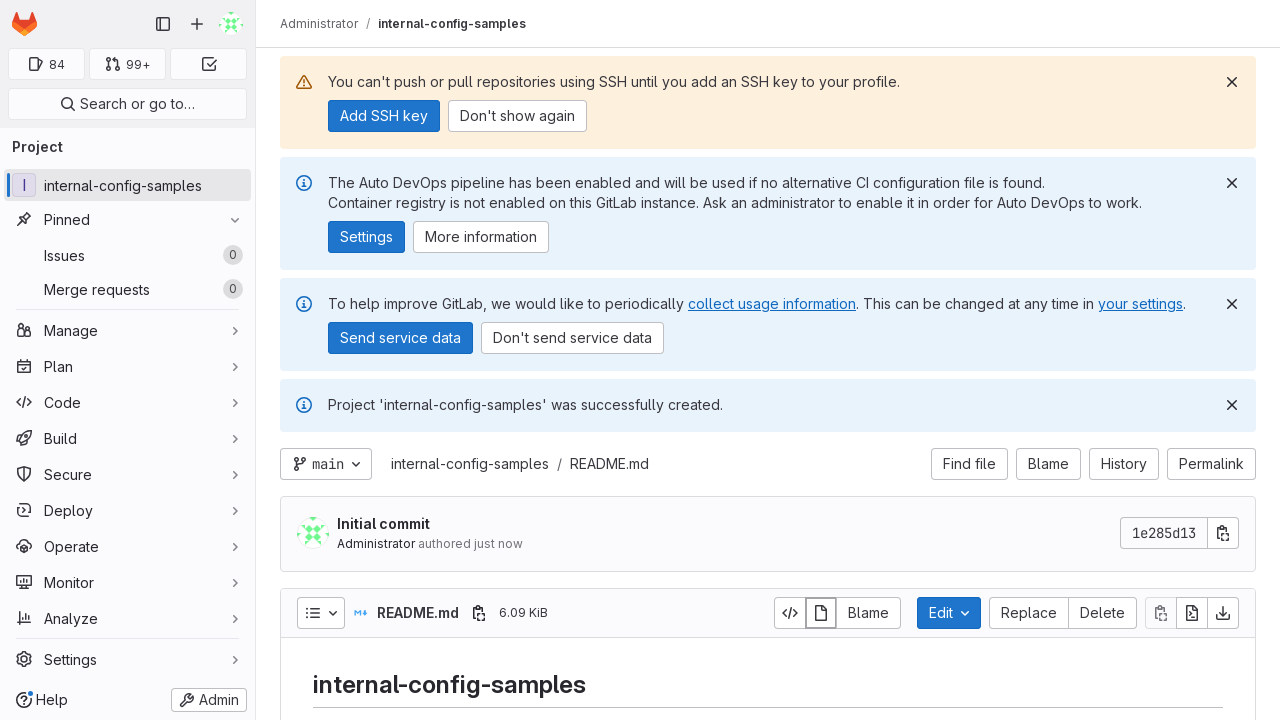 84
99+
Search or go to…
Project
I
internal-config-samples
Pinned
Issues
0
Merge requests
0
Manage
Plan
Code
Build
Secure
Deploy
Operate
Monitor
Analyze
Settings
Help
Admin
Administrator / internal-config-samples
You can't push or pull repositories using SSH until you add an SSH key to your profile.
Add SSH key
Don't show again
The Auto DevOps pipeline has been enabled and will be used if no alternative CI configuration file is found.
Container registry is not enabled on this GitLab instance. Ask an administrator to enable it in order for Auto DevOps to work.
Settings
More information
To help improve GitLab, we would like to periodically collect usage information. This can be changed at any time in your settings.
Send service data
Don't send service data
Project 'internal-config-samples' was successfully created.
main
internal-config-samples / README.md
Find file
Blame
History
Permalink
Initial commit
Administrator authored just now
1e285d13
README.md
6.09 KiB
Blame
Edit
Replace
Delete
internal-config-samples